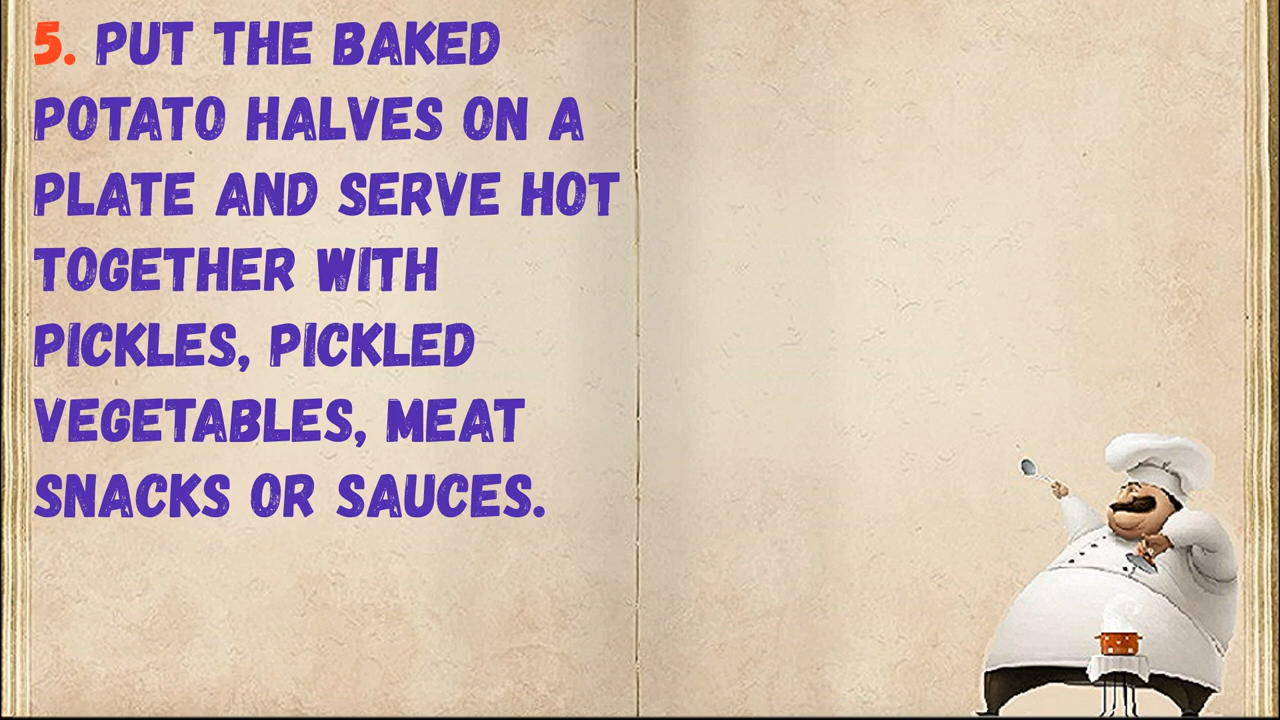 5. PUT THE BAKED
POTATO HALVES ON A
PLATE AND SERVE HOT
TOGETHER WITH
PICKLES, PICKLED
VEGETABLES, MEAT
SNACKS OR SAUCES.